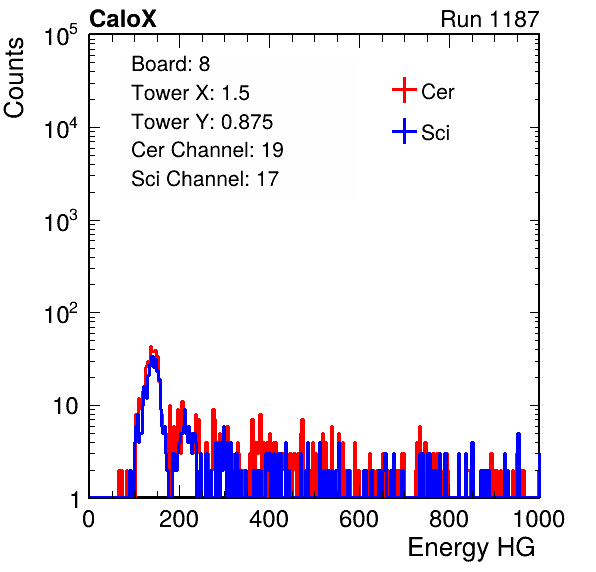 CaloX Run 1187
Board: 8
Tower X: 1.5
Tower Y: 0.875
Cer Channel: 19
Sci Channel: 17
Cer
Sci
Counts
10^5
10^4
10^3
10^2
10
1
0 200 400 600 800 1000
Energy HG